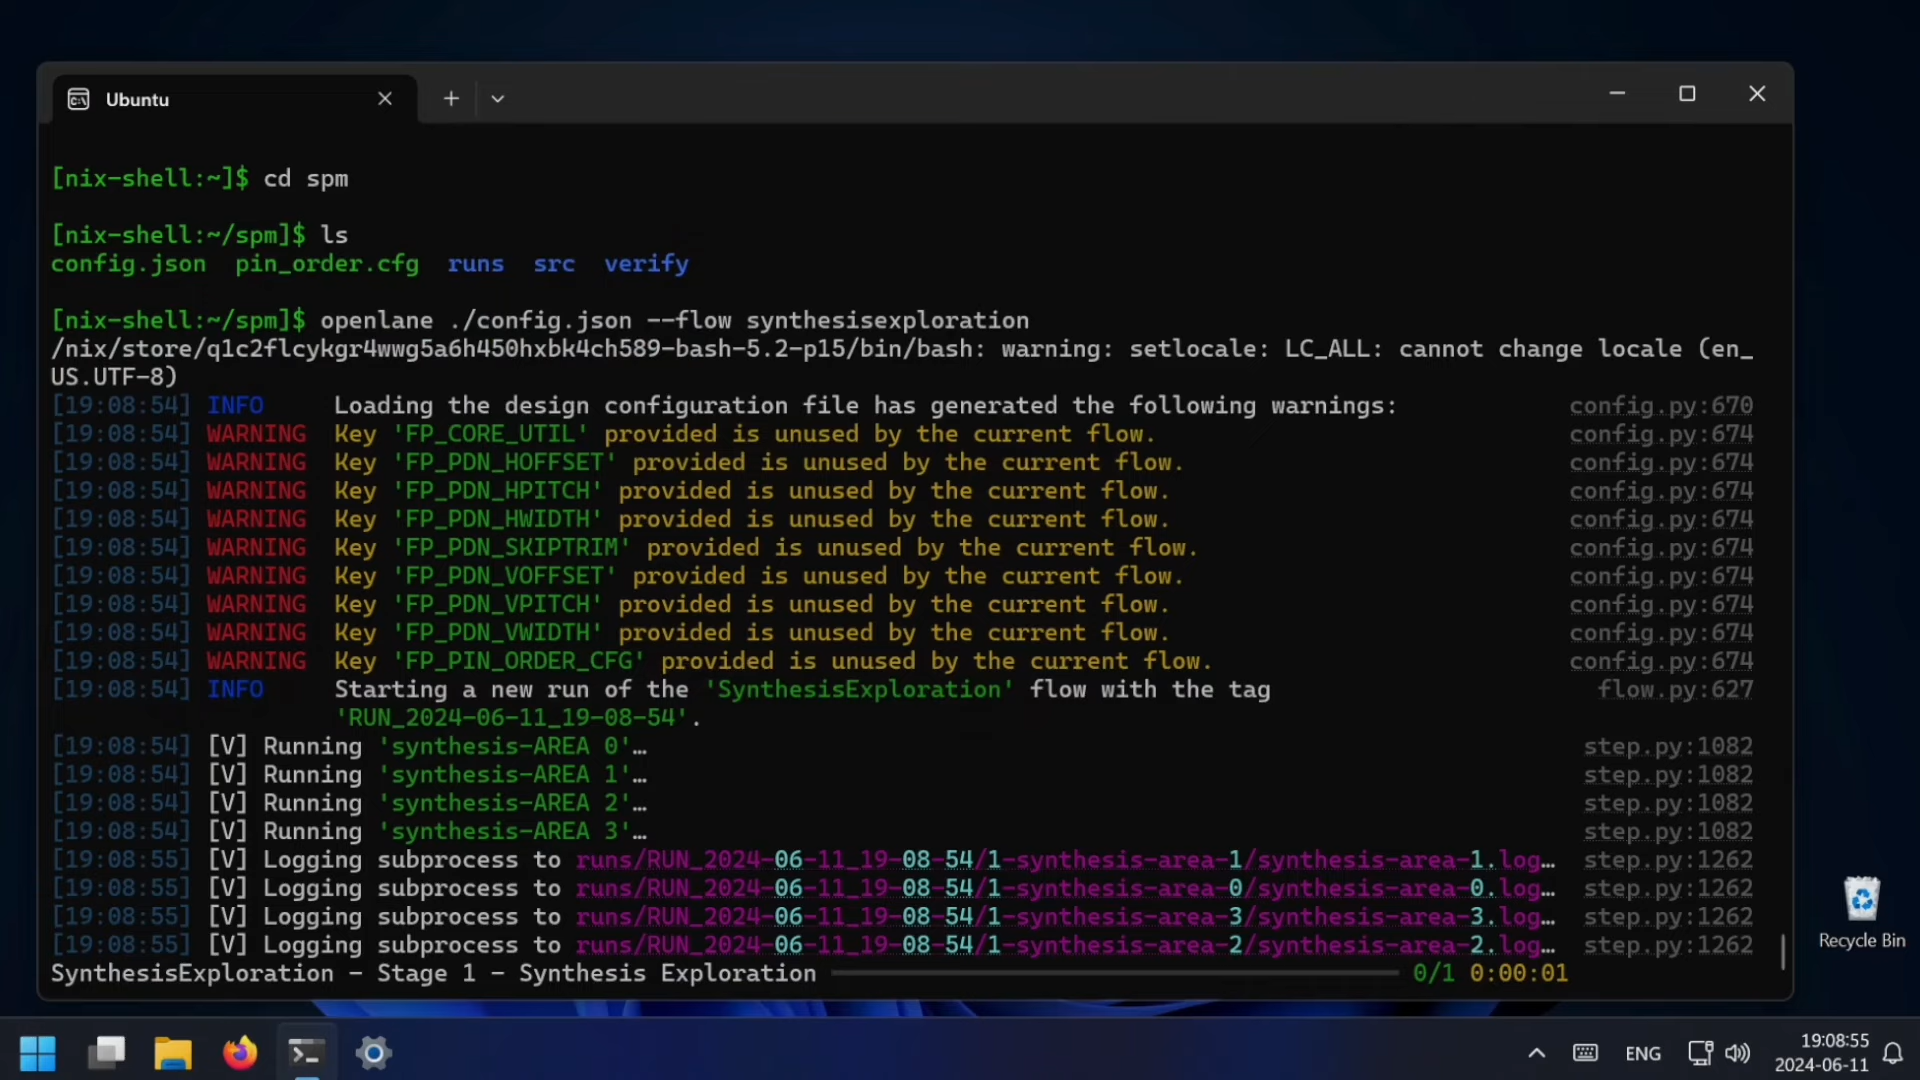 Ubuntu
[nix-shell:~]$ cd spm
[nix-shell:~/spm]$ ls
config.json  pin_order.cfg  runs  src  verify
[nix-shell:~/spm]$ openlane ./config.json --flow synthesisexploration
/nix/store/q1c2flcykgr4wwg5a6h450hxbk4ch589-bash-5.2-p15/bin/bash: warning: setlocale: LC_ALL: cannot change locale (en_
US.UTF-8)
[19:08:54] INFO     Loading the design configuration file has generated the following warnings: config.py:670
[19:08:54] WARNING  Key 'FP_CORE_UTIL' provided is unused by the current flow. config.py:674
[19:08:54] WARNING  Key 'FP_PDN_HOFFSET' provided is unused by the current flow. config.py:674
[19:08:54] WARNING  Key 'FP_PDN_HPITCH' provided is unused by the current flow. config.py:674
[19:08:54] WARNING  Key 'FP_PDN_HWIDTH' provided is unused by the current flow. config.py:674
[19:08:54] WARNING  Key 'FP_PDN_SKIPTRIM' provided is unused by the current flow. config.py:674
[19:08:54] WARNING  Key 'FP_PDN_VOFFSET' provided is unused by the current flow. config.py:674
[19:08:54] WARNING  Key 'FP_PDN_VPITCH' provided is unused by the current flow. config.py:674
[19:08:54] WARNING  Key 'FP_PDN_VWIDTH' provided is unused by the current flow. config.py:674
[19:08:54] WARNING  Key 'FP_PIN_ORDER_CFG' provided is unused by the current flow. config.py:674
[19:08:54] INFO     Starting a new run of the 'SynthesisExploration' flow with the tag flow.py:627
'RUN_2024-06-11_19-08-54'.
[19:08:54] [V] Running 'synthesis-AREA 0'… step.py:1082
[19:08:54] [V] Running 'synthesis-AREA 1'… step.py:1082
[19:08:54] [V] Running 'synthesis-AREA 2'… step.py:1082
[19:08:54] [V] Running 'synthesis-AREA 3'… step.py:1082
[19:08:55] [V] Logging subprocess to runs/RUN_2024-06-11_19-08-54/1-synthesis-area-1/synthesis-area-1.log… step.py:1262
[19:08:55] [V] Logging subprocess to runs/RUN_2024-06-11_19-08-54/1-synthesis-area-0/synthesis-area-0.log… step.py:1262
[19:08:55] [V] Logging subprocess to runs/RUN_2024-06-11_19-08-54/1-synthesis-area-3/synthesis-area-3.log… step.py:1262
[19:08:55] [V] Logging subprocess to runs/RUN_2024-06-11_19-08-54/1-synthesis-area-2/synthesis-area-2.log… step.py:1262
SynthesisExploration - Stage 1 - Synthesis Exploration 0/1 0:00:01
Recycle Bin
ENG
19:08:55
2024-06-11